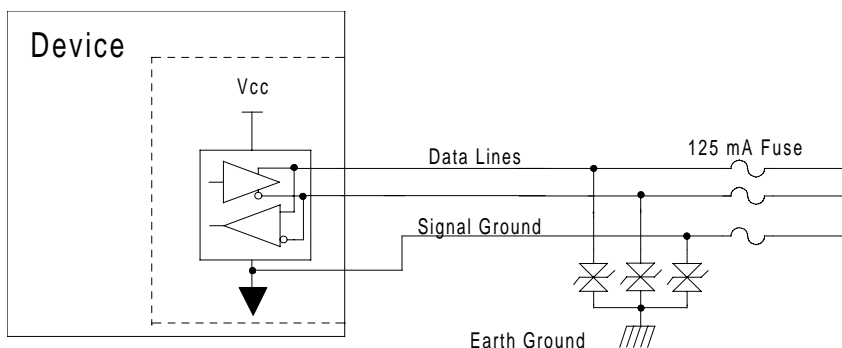 Device
Vcc
Data Lines
125 mA Fuse
Signal Ground
Earth Ground